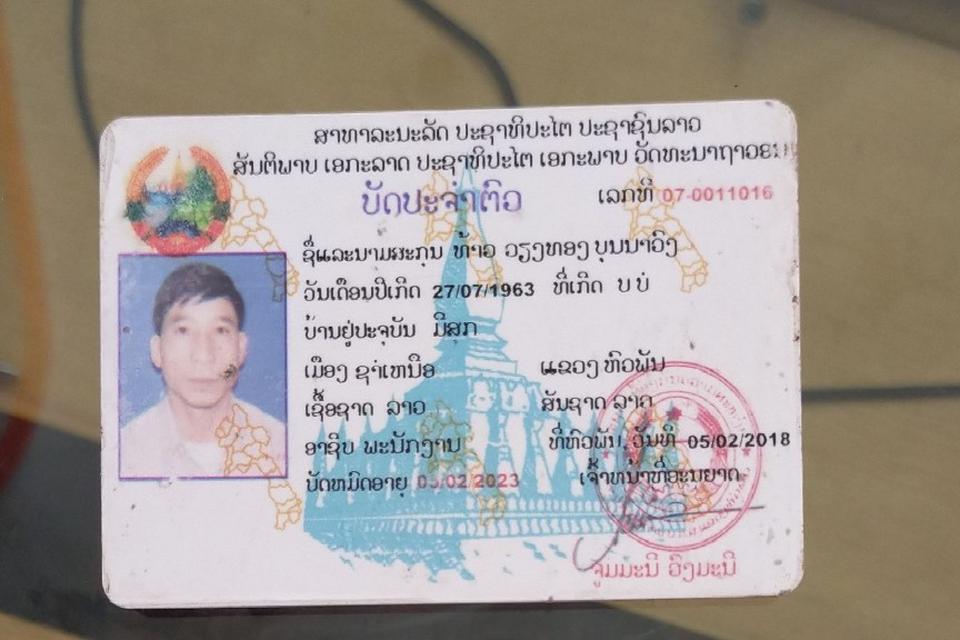 ສາທາລະນະລັດ ປະຊາທິປະໄຕ ປະຊາຊົນລາວ
ສັນຕິພາບ ເອກະລາດ ປະຊາທິປະໄຕ ເອກະພາບ ວັດທະນາຖາວອນ
ບັດປະຈຳຕົວ ເລກທີ 07-0011016
ຊື່ແລະນາມສະກຸນ ທ້າວ ວຽງທອງ ບຸນນາວົງ
ວັນເດືອນປີເກີດ 27/07/1963 ທີ່ເກີດ ບ ບໍ່
ບ້ານຢູ່ປະຈຸບັນ ມີສຸກ
ເມືອງ ຊຳເຫນືອ ແຂວງ ຫົວພັນ
ເຊື້ອຊາດ ລາວ ສັນຊາດ ລາວ
ອາຊີບ ພະນັກງານ ທີ່ຫົວພັນ, ວັນທີ 05/02/2018
ບັດຫມົດອາຍຸ 05/02/2023 ເຈົ້າຫນ້າທີ່ອະນຍາດ
ຈູມມະນີ ວົງມະນີ